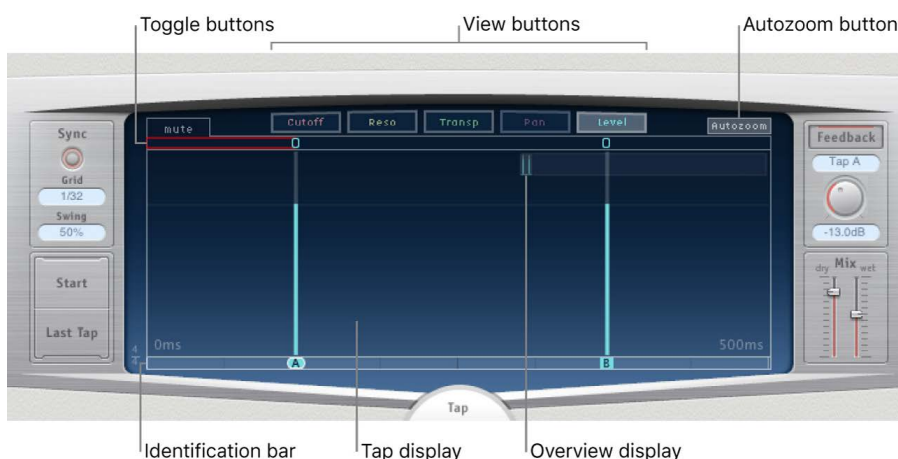 Toggle buttons
View buttons
Autozoom button
Cutoff
Reso
Transp
Pan
Level
mute
Autozoom
Sync
Grid
1/32
Swing
50%
Start
Last Tap
Feedback
Tap A
-13.0dB
Mix
dry
wet
0ms
500ms
4
4
A
B
Tap
Identification bar
Tap display
Overview display